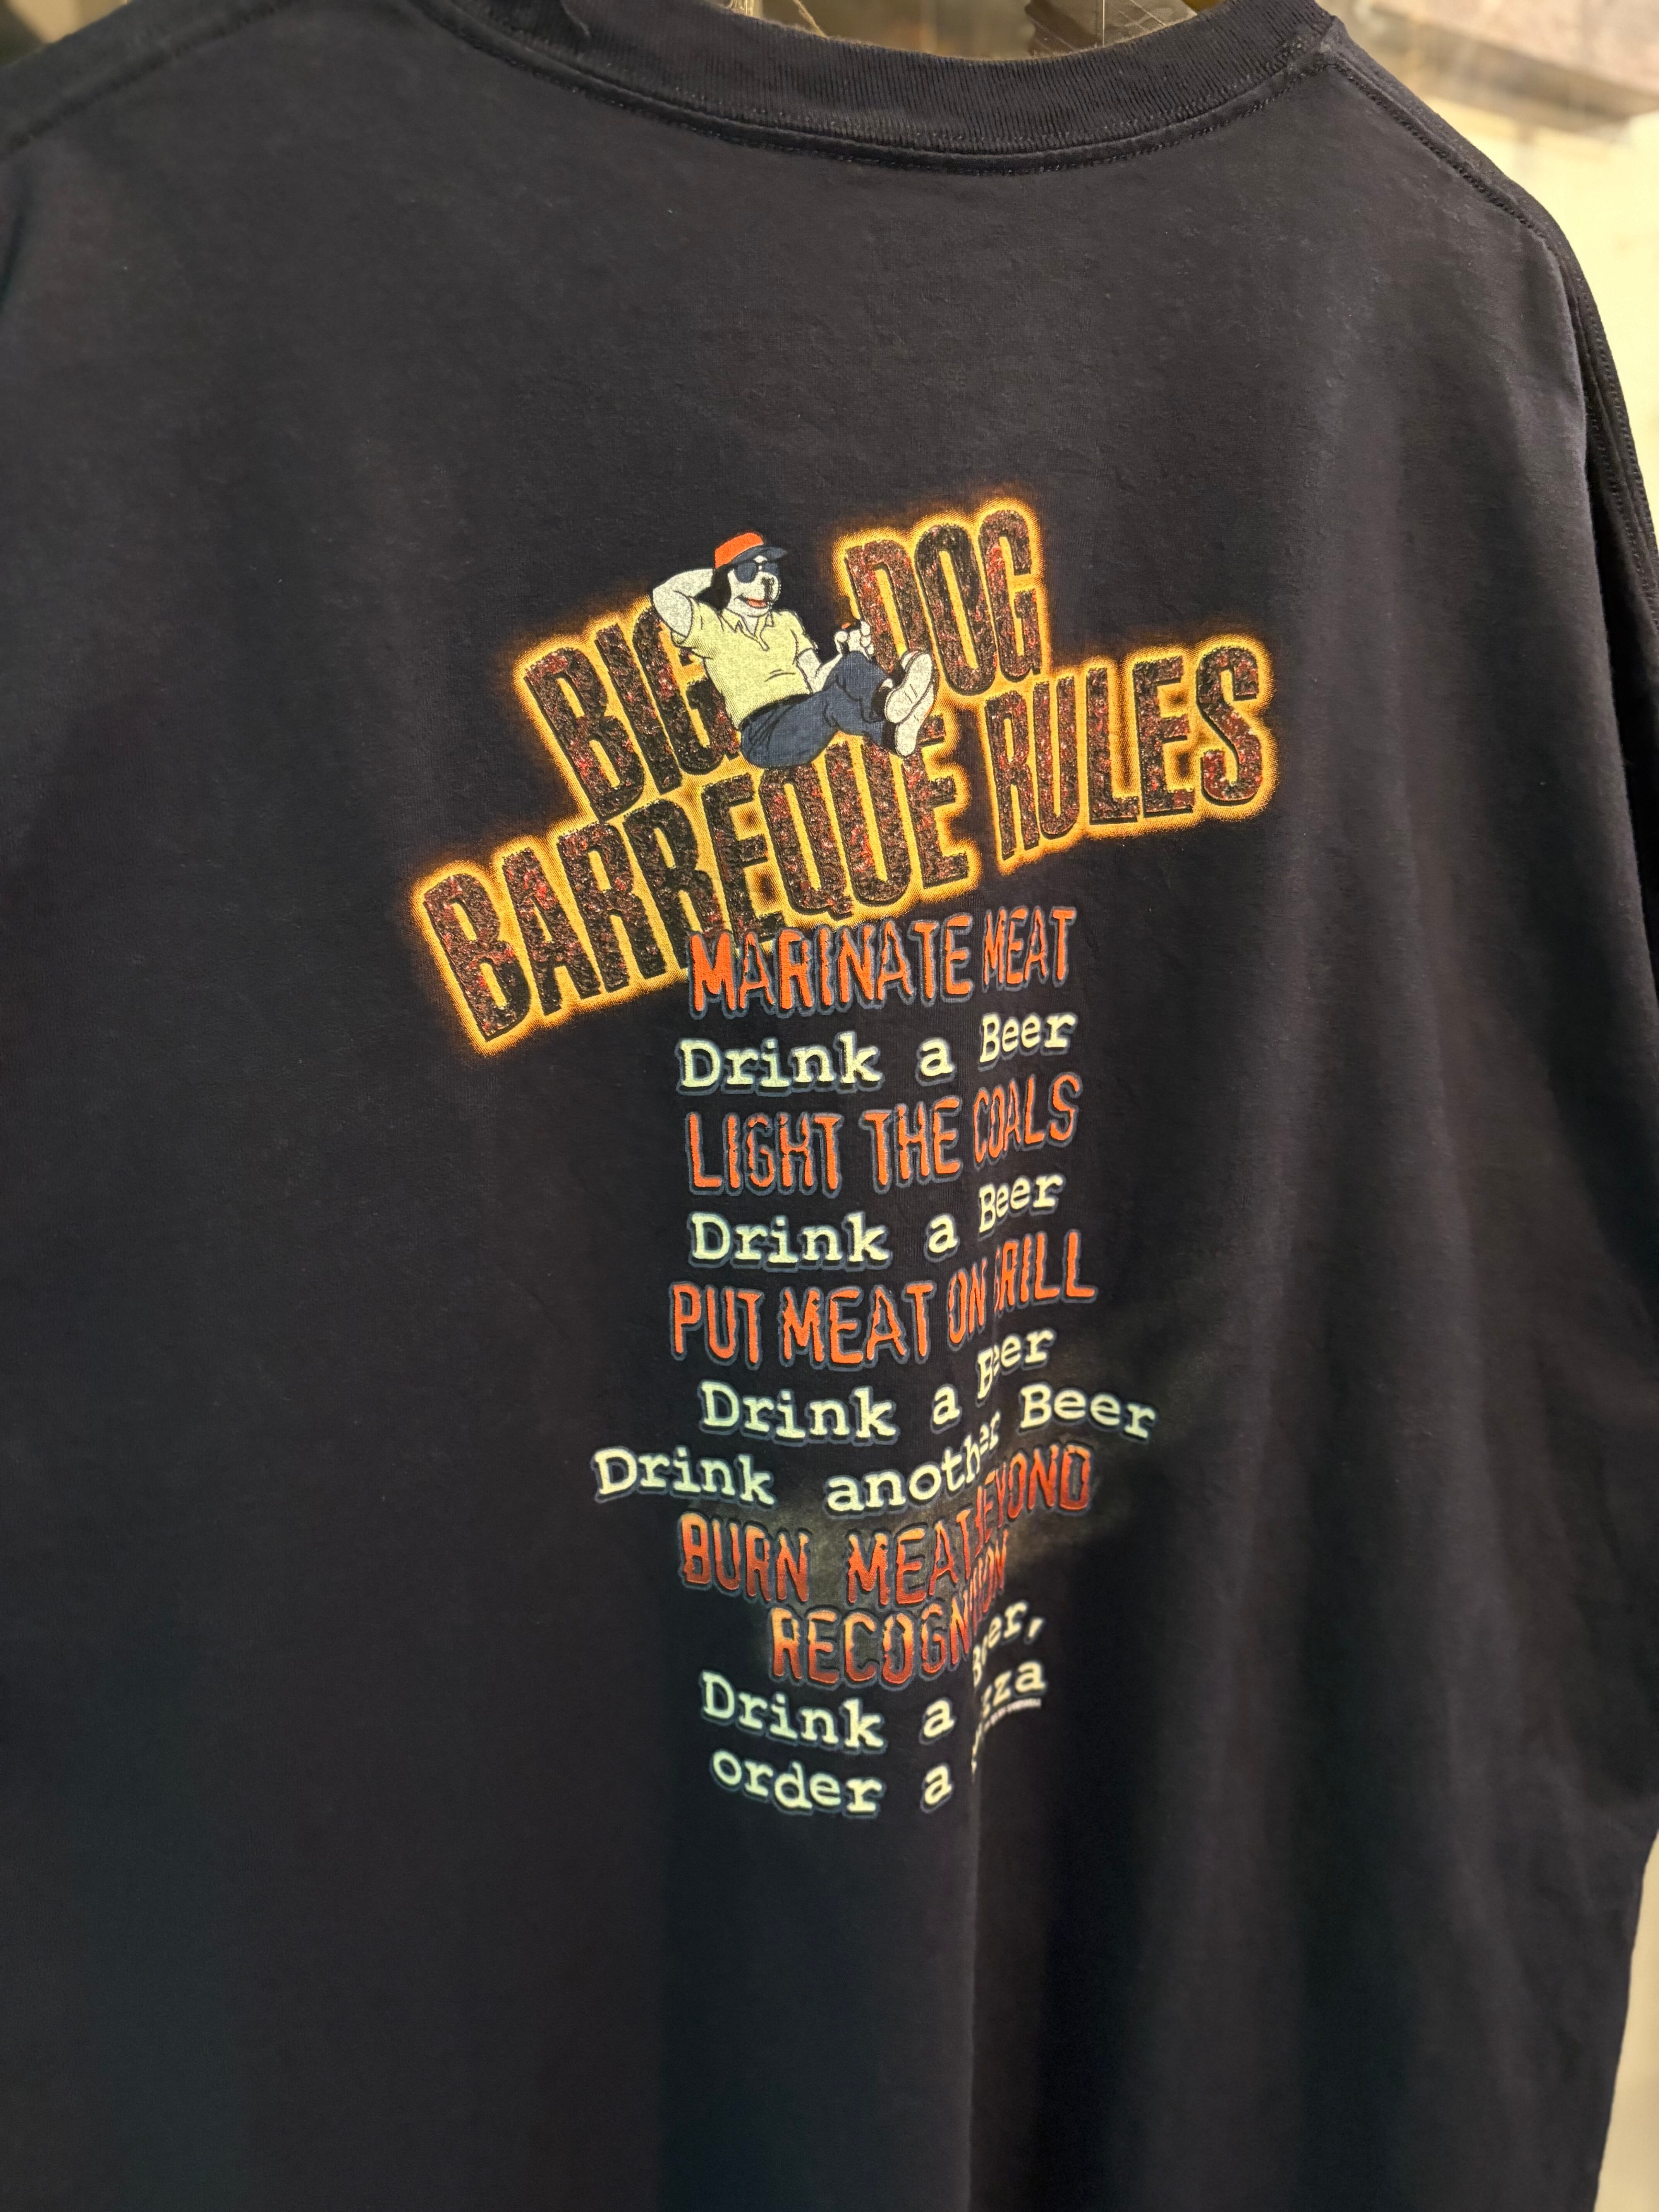 BIG DOG
BARBEQUE RULES
MARINATE MEAT
Drink a Beer
LIGHT THE COALS
Drink a Beer
PUT MEAT ON GRILL
Drink a Beer
Drink another Beer
BURN MEAT BEYOND
RECOGNITION
Drink a Beer,
order a pizza